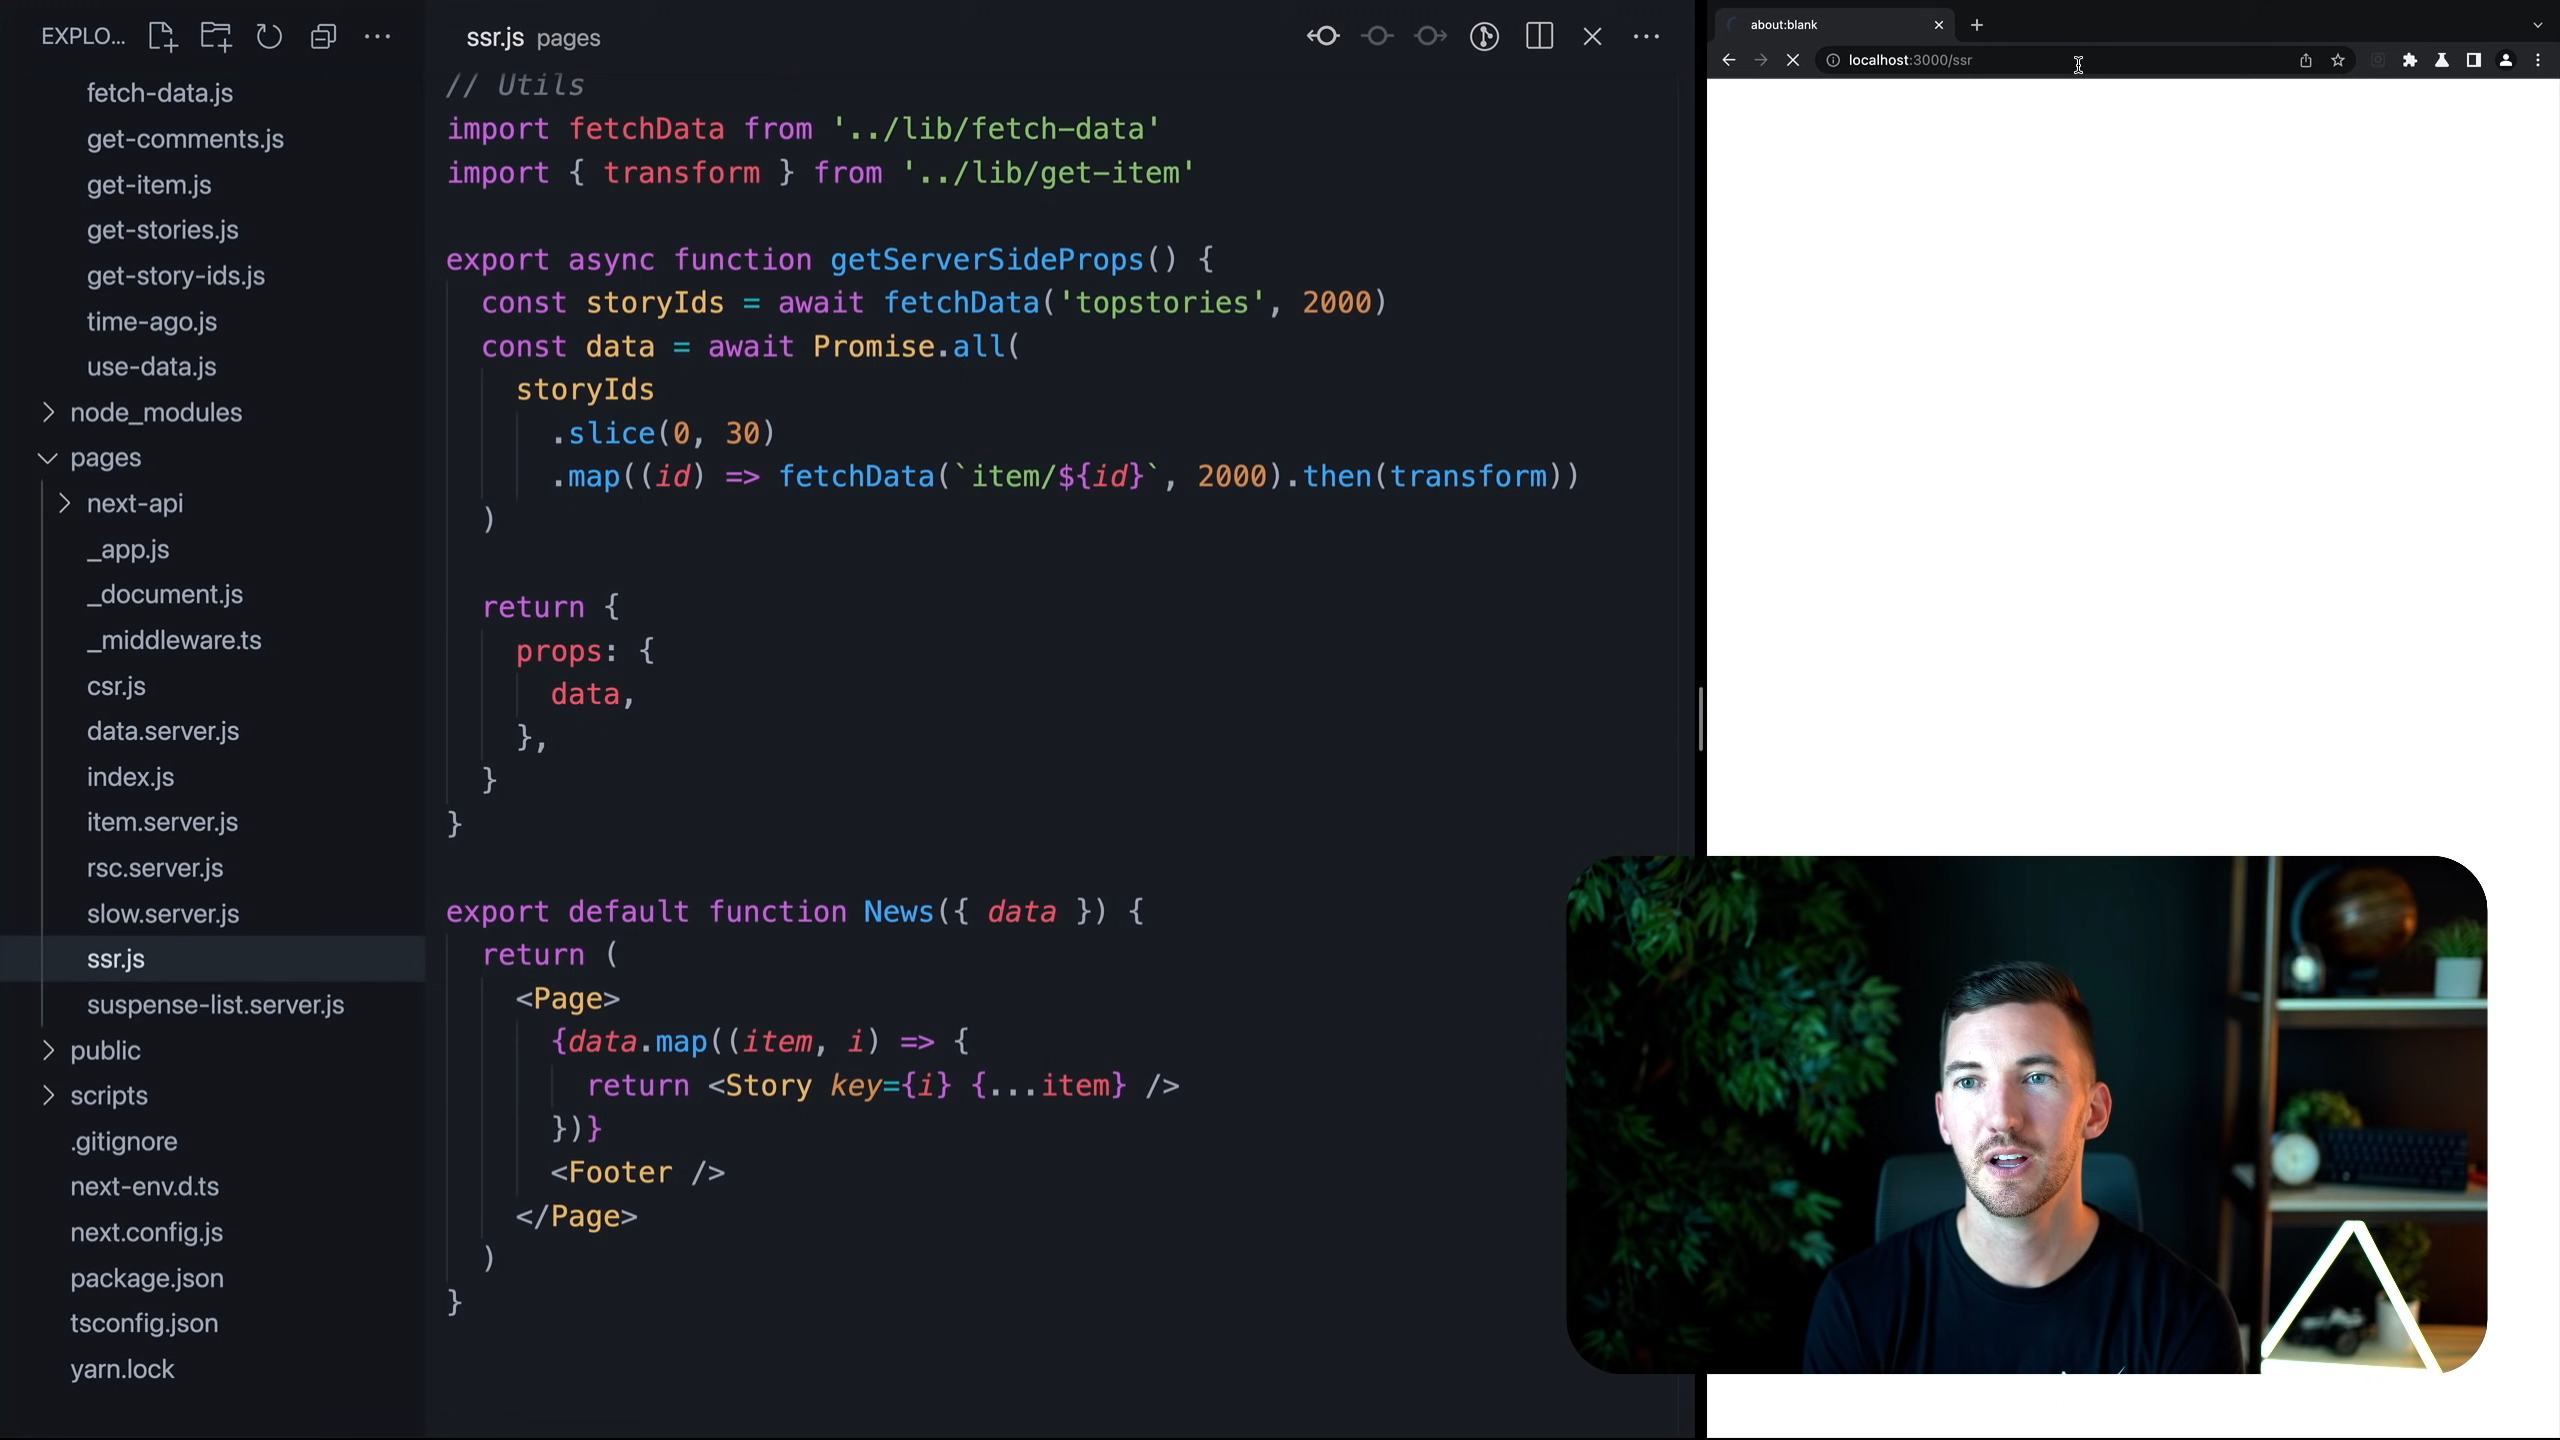 EXPLO...
fetch-data.js
get-comments.js
get-item.js
get-stories.js
get-story-ids.js
time-ago.js
use-data.js
node_modules
pages
next-api
_app.js
_document.js
_middleware.ts
csr.js
data.server.js
index.js
item.server.js
rsc.server.js
slow.server.js
ssr.js
suspense-list.server.js
public
scripts
.gitignore
next-env.d.ts
next.config.js
package.json
tsconfig.json
yarn.lock
ssr.js pages
// Utils
import fetchData from '../lib/fetch-data'
import { transform } from '../lib/get-item'
export async function getServerSideProps() {
const storyIds = await fetchData('topstories', 2000)
const data = await Promise.all(
storyIds
.slice(0, 30)
.map((id) => fetchData(`item/${id}`, 2000).then(transform))
)
return {
props: {
data,
},
}
}
export default function News({ data }) {
return (
<Page>
{data.map((item, i) => {
return <Story key={i} {...item} />
})}
<Footer />
</Page>
)
}
about:blank
localhost:3000/ssr